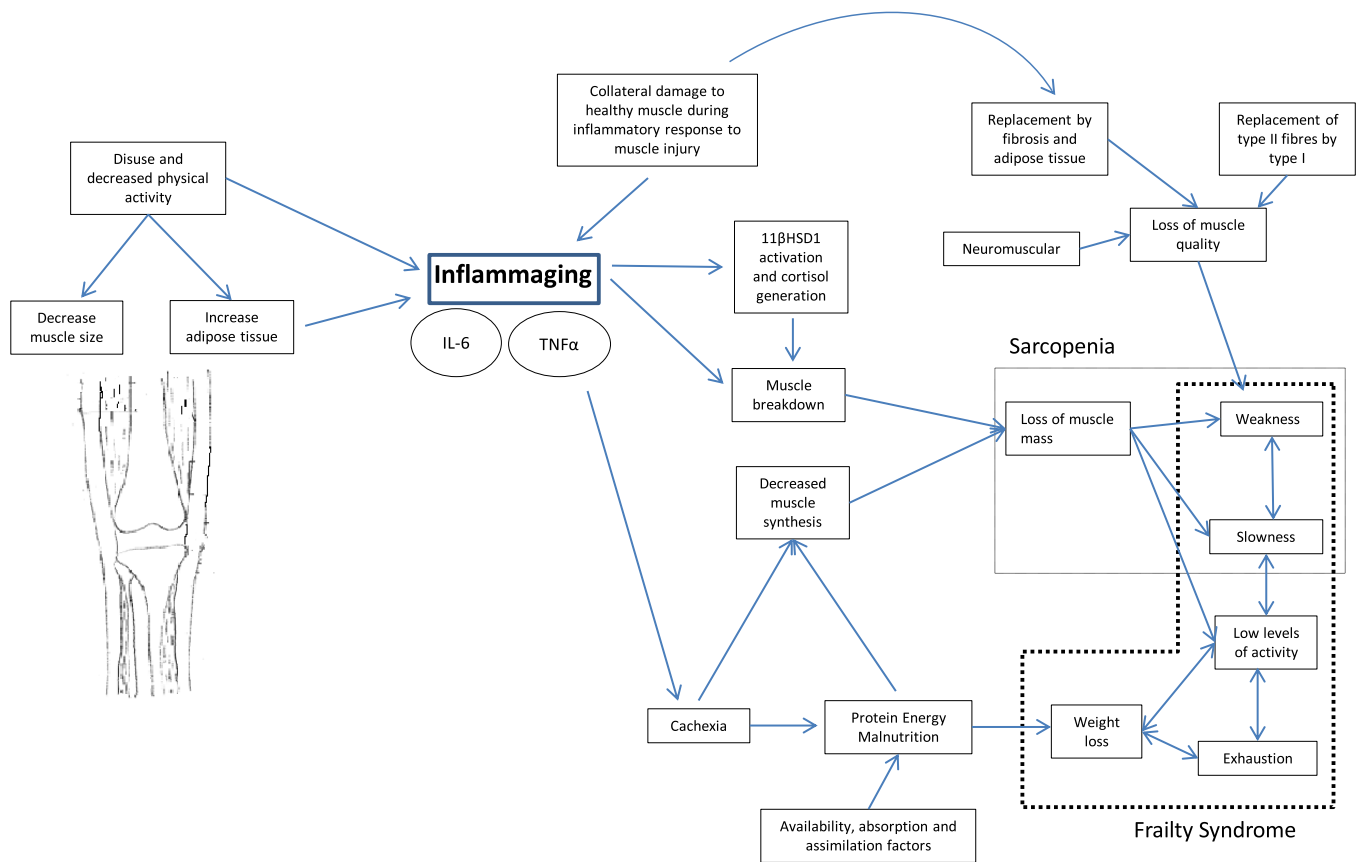 Collateral damage to
healthy muscle during
inflammatory response to
muscle injury
Replacement by
fibrosis and
adipose tissue
Replacement of
type II fibres by
type I
Disuse and
decreased physical
activity
Neuromuscular
Loss of muscle
quality
Inflammaging
11βHSD1
activation
and cortisol
generation
Decrease
muscle size
Increase
adipose tissue
IL-6
TNFα
Sarcopenia
Muscle
breakdown
Loss of muscle
mass
Weakness
Decreased
muscle
synthesis
Slowness
Low levels
of activity
Cachexia
Protein Energy
Malnutrition
Weight
loss
Exhaustion
Availability, absorption and
assimilation factors
Frailty Syndrome